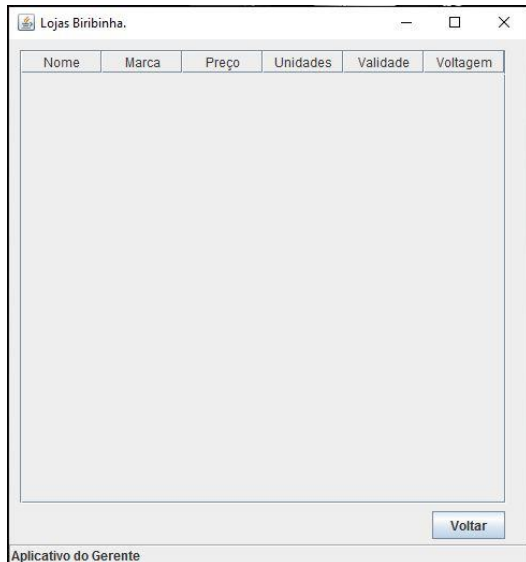 Lojas Biribinha.
Nome Marca Preço Unidades Validade Voltagem
Voltar
Aplicativo do Gerente